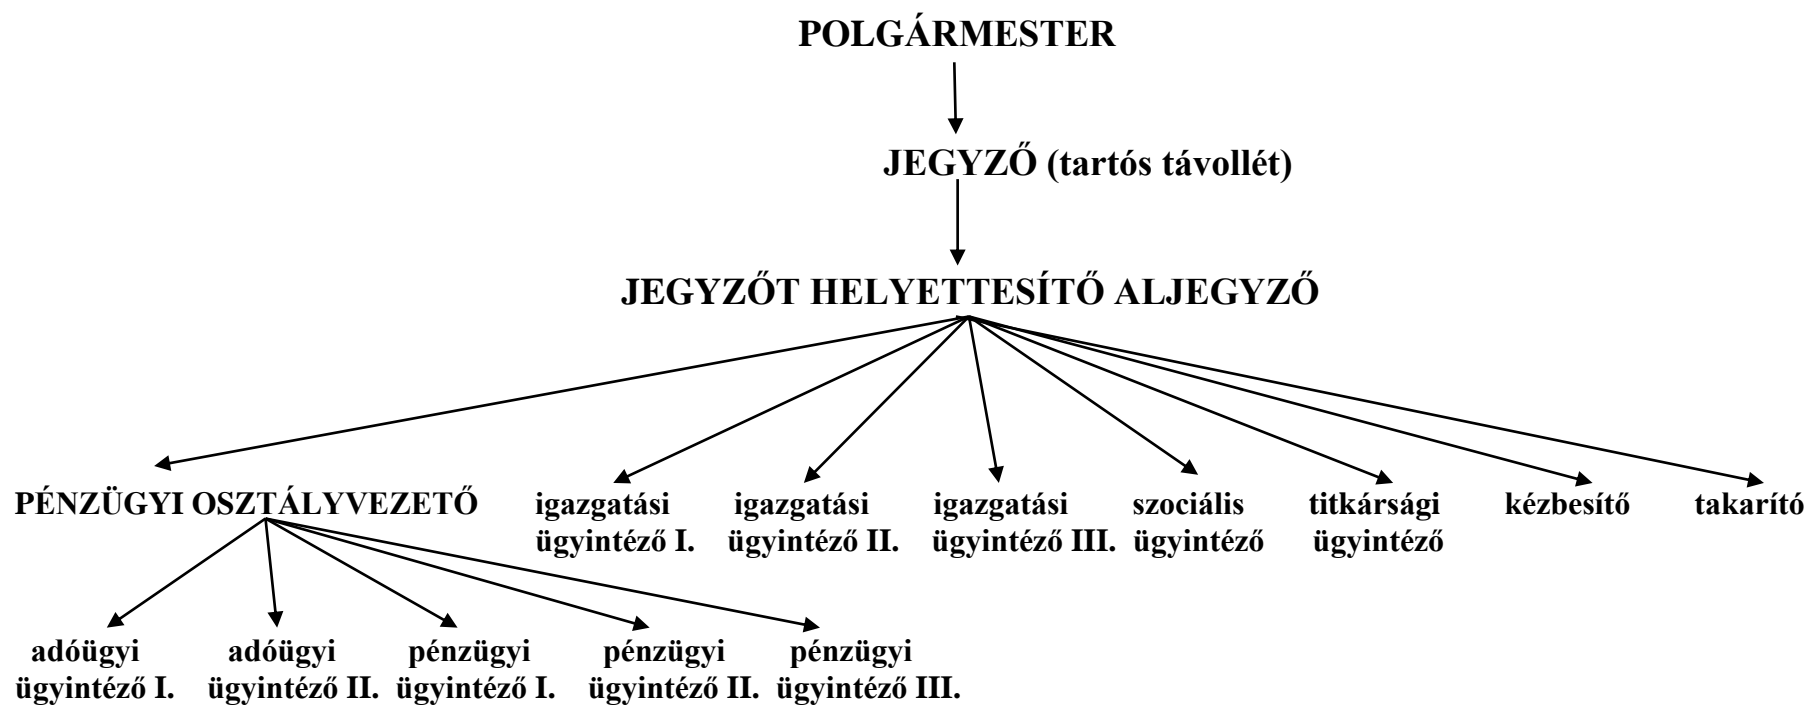 POLGÁRMESTER
JEGYZŐ (tartós távollét)
JEGYZŐT HELYETTESÍTŐ ALJEGYZŐ
PÉNZÜGYI OSZTÁLYVEZETŐ
igazgatási
ügyintéző I.
igazgatási
ügyintéző II.
igazgatási
ügyintéző III.
szociális
ügyintéző
titkársági
ügyintéző
kézbesítő
takarító
adóügyi
ügyintéző I.
adóügyi
ügyintéző II.
pénzügyi
ügyintéző I.
pénzügyi
ügyintéző II.
pénzügyi
ügyintéző III.